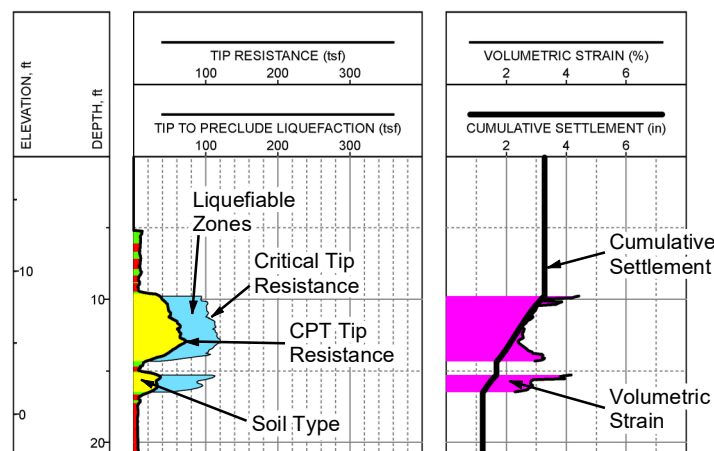 ELEVATION, ft
DEPTH, ft
TIP RESISTANCE (tsf)
100 200 300
TIP TO PRECLUDE LIQUEFACTION (tsf)
100 200 300
VOLUMETRIC STRAIN (%)
2 4 6
CUMULATIVE SETTLEMENT (in)
2 4 6
Liquefiable
Zones
Critical Tip
Resistance
CPT Tip
Resistance
Soil Type
Cumulative
Settlement
Volumetric
Strain
10
0
10
20